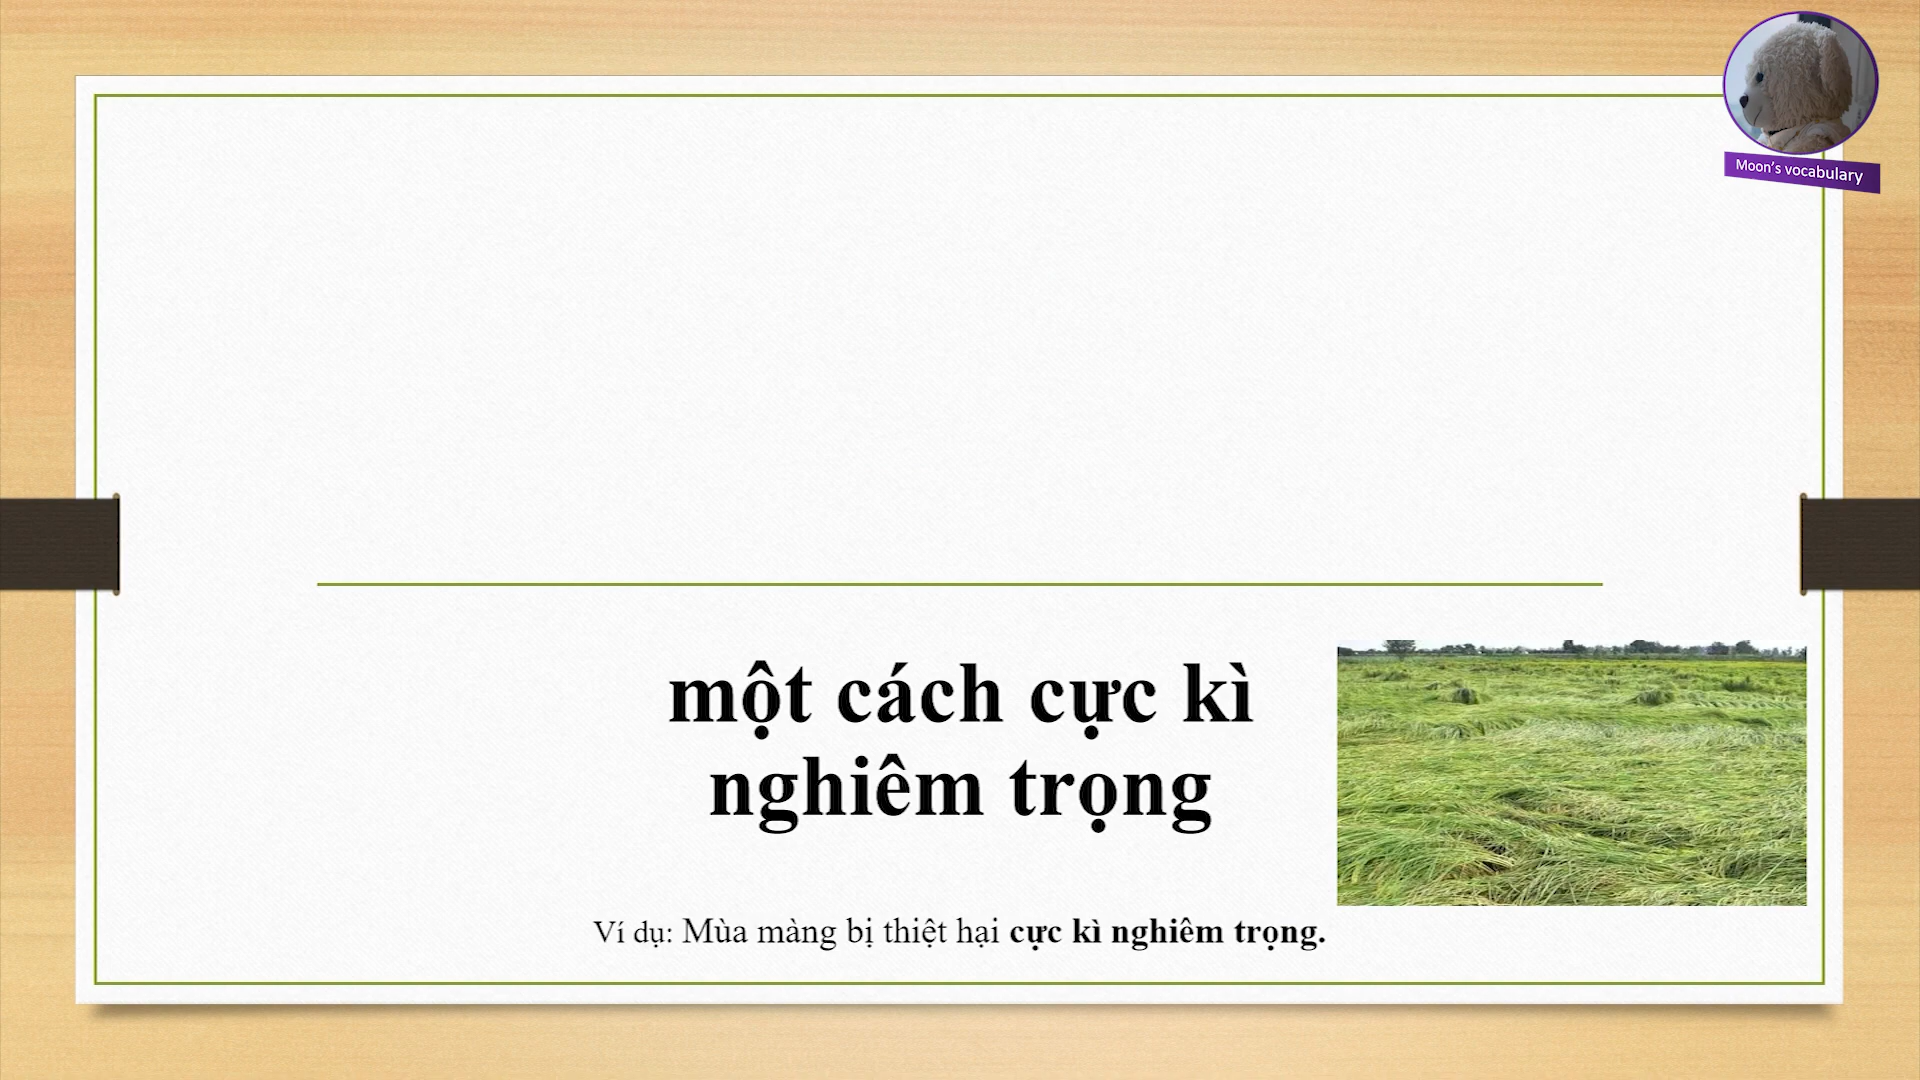 Moon's vocabulary
một cách cực kì
nghiêm trọng
Ví dụ: Mùa màng bị thiệt hại cực kì nghiêm trọng.